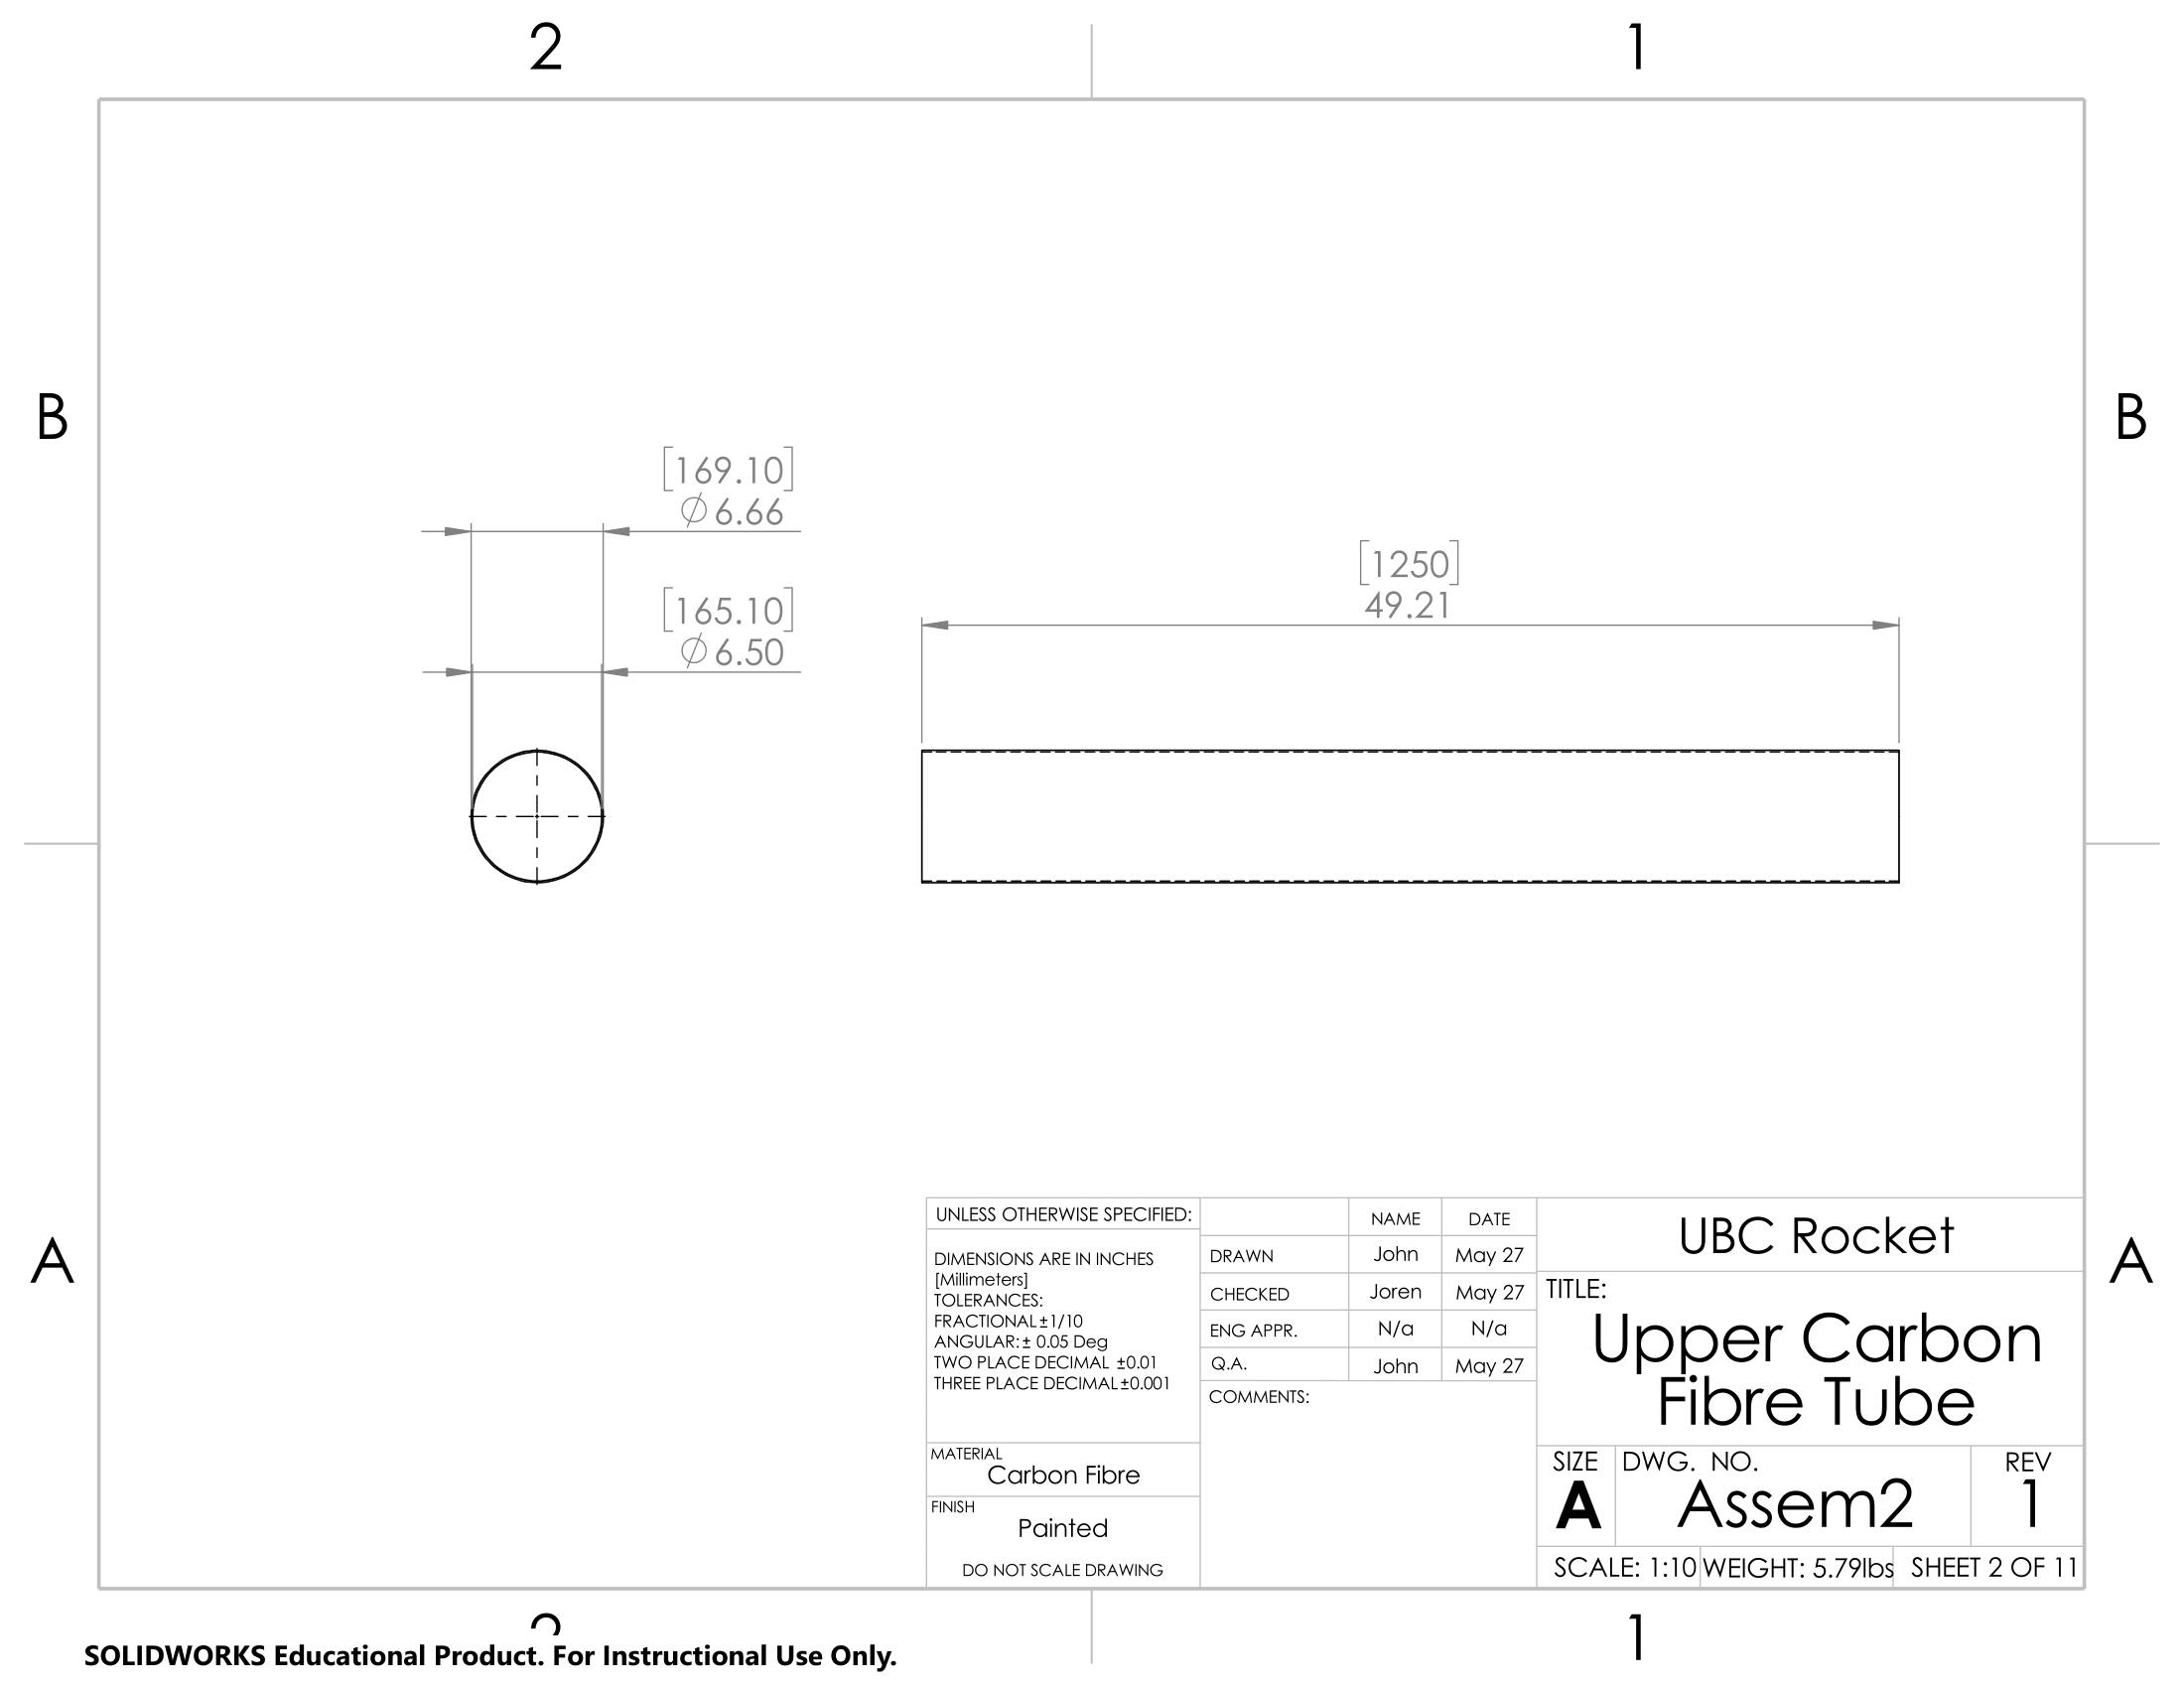 2 1
B B
[169.10]
⌀6.66
[165.10]
⌀6.50
[1250]
49.21
A A
UNLESS OTHERWISE SPECIFIED:
DIMENSIONS ARE IN INCHES
[Millimeters]
TOLERANCES:
FRACTIONAL±1/10
ANGULAR:± 0.05 Deg
TWO PLACE DECIMAL ±0.01
THREE PLACE DECIMAL±0.001
MATERIAL
Carbon Fibre
FINISH
Painted
DO NOT SCALE DRAWING
NAME DATE
DRAWN John May 27
CHECKED Joren May 27
ENG APPR. N/a N/a
Q.A. John May 27
COMMENTS:
UBC Rocket
TITLE:
Upper Carbon
Fibre Tube
SIZE DWG. NO. REV
A Assem2 1
SCALE: 1:10 WEIGHT: 5.79lbs SHEET 2 OF 11
2 1
SOLIDWORKS Educational Product. For Instructional Use Only.